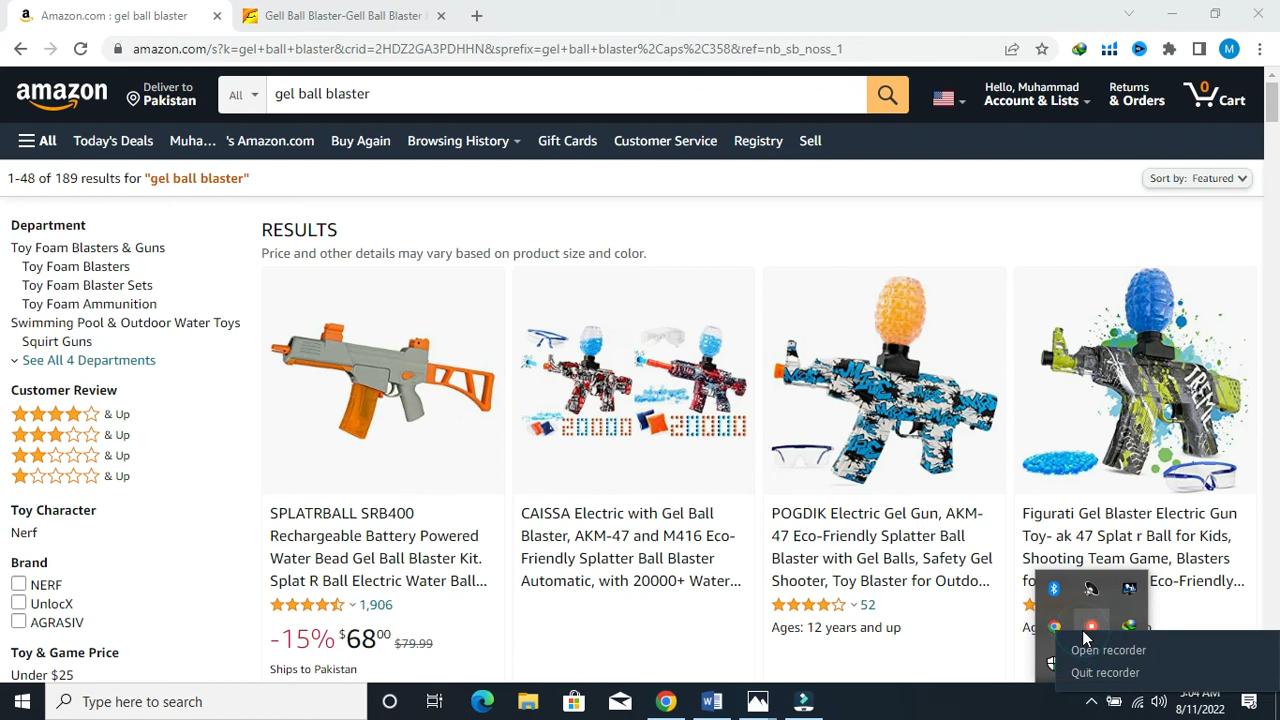 Amazon.com : gel ball blaster
Gell Ball Blaster-Gell Ball Blaster
amazon.com/s?k=gel+ball+blaster&crid=2HDZ2GA3PDHHN&sprefix=gel+ball+blaster%2Caps%2C358&ref=nb_sb_noss_1
M
amazon
Deliver to
Pakistan
All
gel ball blaster
Hello, Muhammad
Account & Lists
Returns
& Orders
0
Cart
All
Today's Deals
Muha… 's Amazon.com
Buy Again
Browsing History
Gift Cards
Customer Service
Registry
Sell
1-48 of 189 results for "gel ball blaster"
Sort by: Featured
Department
Toy Foam Blasters & Guns
Toy Foam Blasters
Toy Foam Blaster Sets
Toy Foam Ammunition
Swimming Pool & Outdoor Water Toys
Squirt Guns
See All 4 Departments
Customer Review
& Up
& Up
& Up
& Up
Toy Character
Nerf
Brand
NERF
UnlocX
AGRASIV
Toy & Game Price
Under $25
RESULTS
Price and other details may vary based on product size and color.
20000
20000
SPLATRBALL SRB400
Rechargeable Battery Powered
Water Bead Gel Ball Blaster Kit.
Splat R Ball Electric Water Ball...
1,906
-15% $68⁰⁰ $79.99
Ships to Pakistan
CAISSA Electric with Gel Ball
Blaster, AKM-47 and M416 Eco-
Friendly Splatter Ball Blaster
Automatic, with 20000+ Water...
POGDIK Electric Gel Gun, AKM-
47 Eco-Friendly Splatter Ball
Blaster with Gel Balls, Safety Gel
Shooter, Toy Blaster for Outdo...
52
Ages: 12 years and up
Figurati Gel Blaster Electric Gun
Toy- ak 47 Splat r Ball for Kids,
Shooting Team Game, Blasters
Eco-Friendly...
Open recorder
Quit recorder
Type here to search
8/11/2022